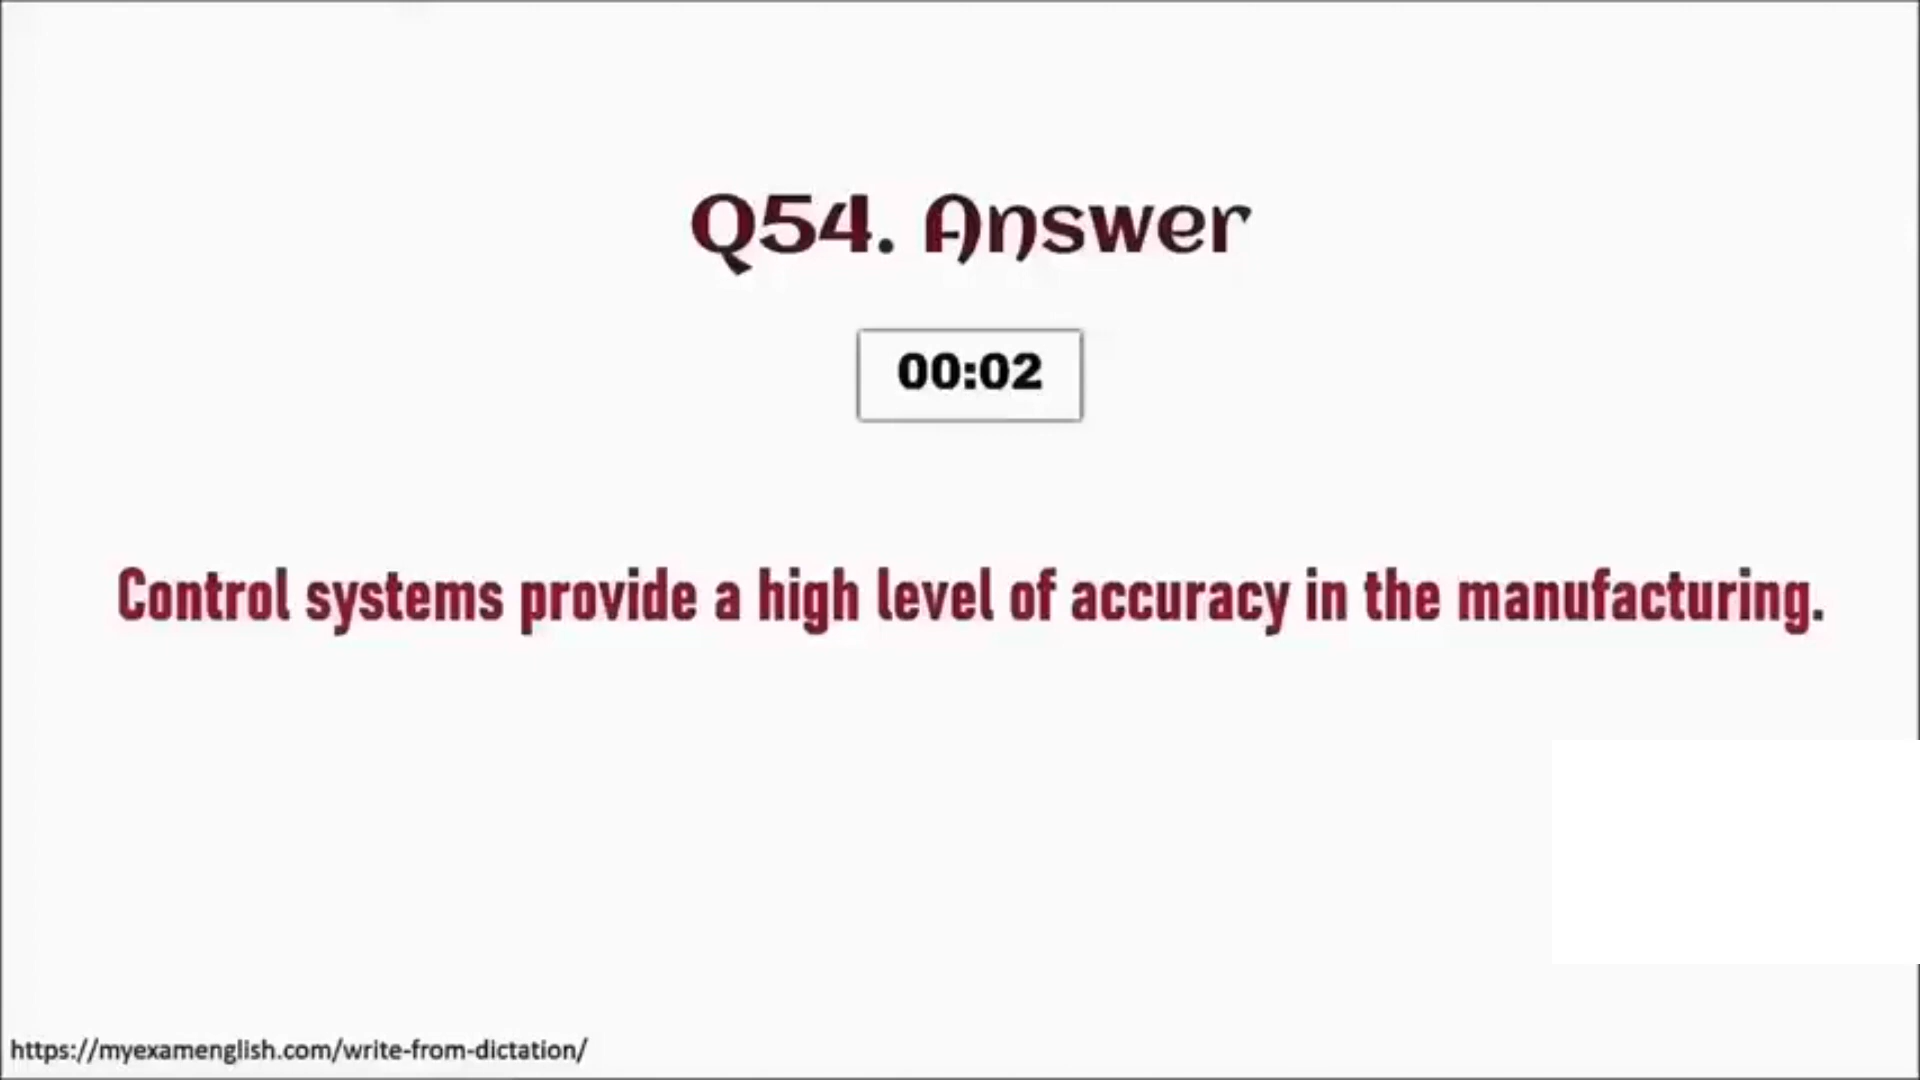 Q54. Answer
00:02
Control systems provide a high level of accuracy in the manufacturing.
https://myexamenglish.com/write-from-dictation/